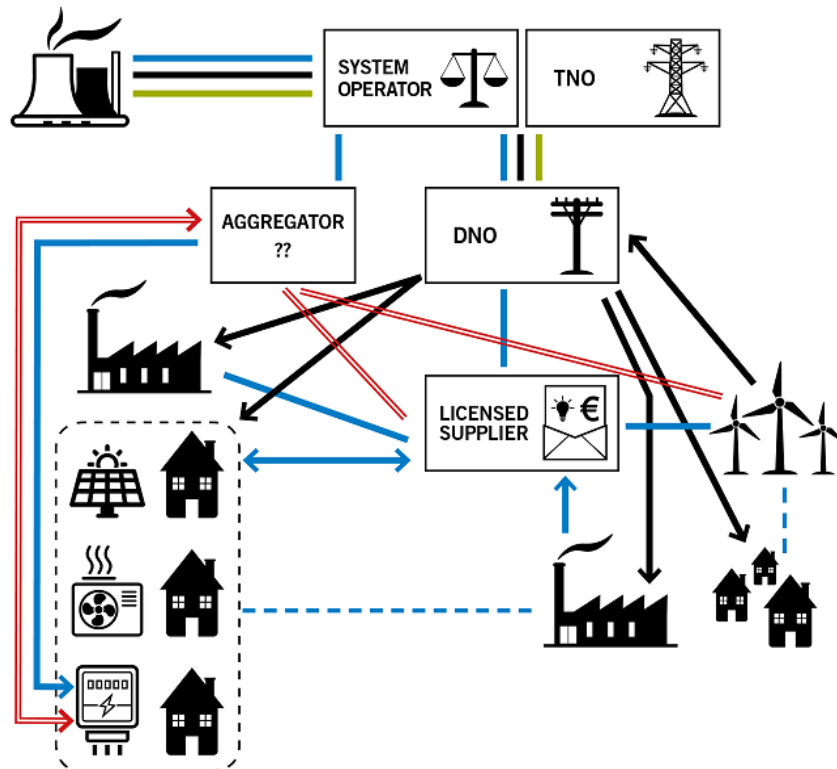 SYSTEM
OPERATOR
TNO
AGGREGATOR
??
DNO
LICENSED
SUPPLIER
€